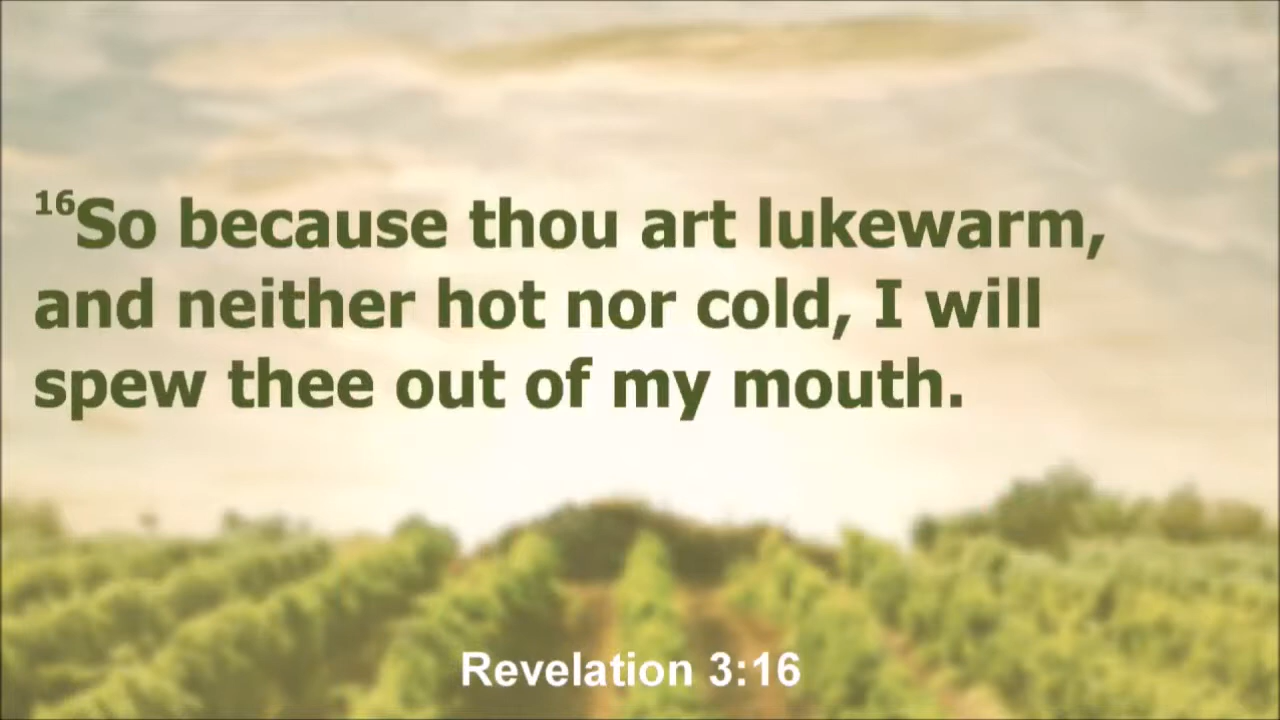 16So because thou art lukewarm,
and neither hot nor cold, I will
spew thee out of my mouth.
Revelation 3:16